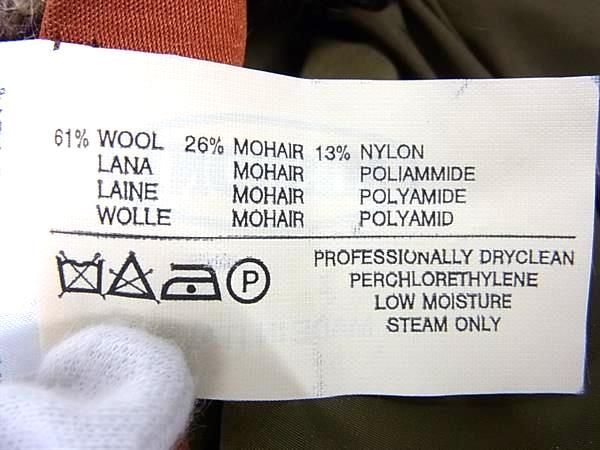 61% WOOL 26% MOHAIR 13% NYLON
LANA MOHAIR POLIAMMIDE
LAINE MOHAIR POLYAMIDE
WOLLE MOHAIR POLYAMID
P
PROFESSIONALLY DRYCLEAN
PERCHLORETHYLENE
LOW MOISTURE
STEAM ONLY